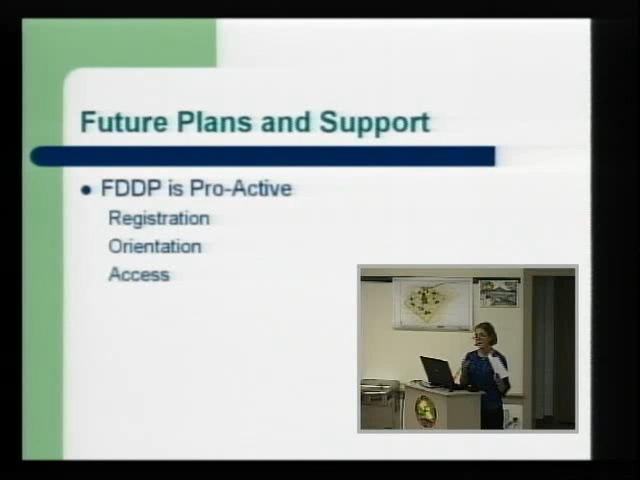 Future Plans and Support
FDDP is Pro-Active
Registration
Orientation
Access